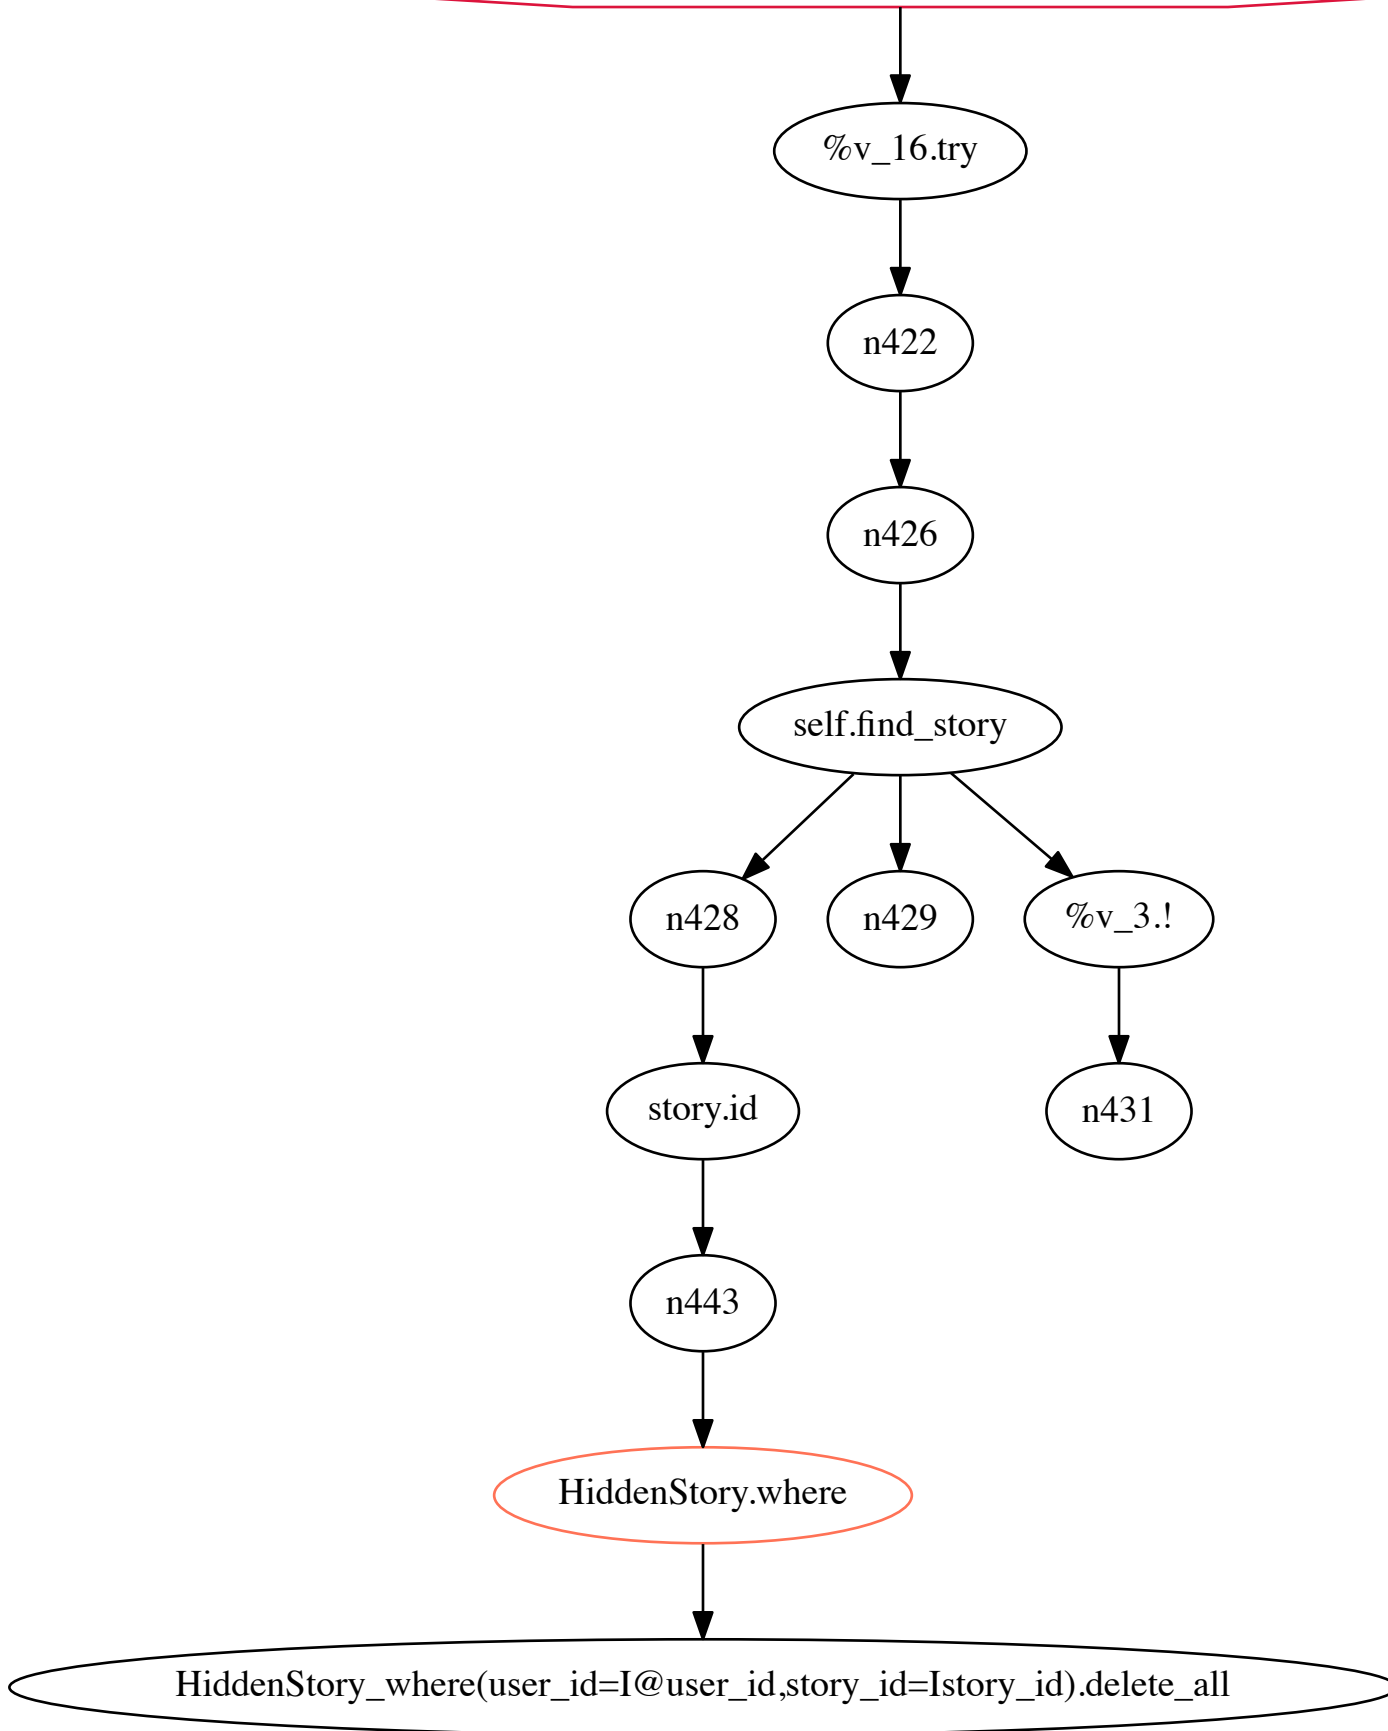 %v_16.try
n422
n426
self.find_story
n428
n429
%v_3.!
story.id
n431
n443
HiddenStory.where
HiddenStory_where(user_id=I@user_id,story_id=Istory_id).delete_all